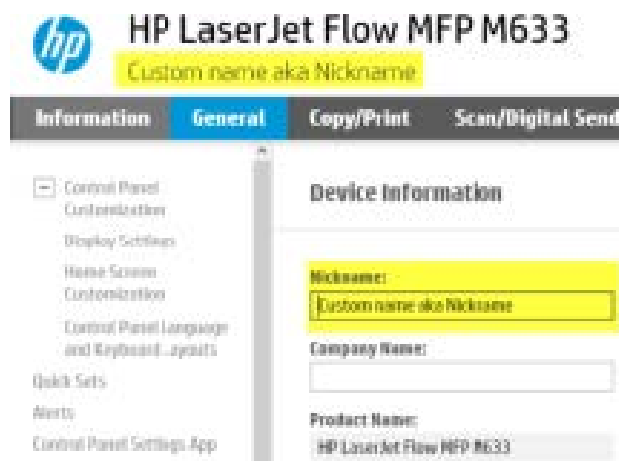 hp
HP LaserJet Flow MFP M633
Custom name aka Nickname
Information General Copy/Print Scan/Digital Send
Control Panel
Customization
Display Settings
Home Screen
Customization
Control Panel Language
and Keyboard Layouts
Quick Sets
Alerts
Control Panel Settings App
Device Information
Nickname:
Custom name aka Nickname
Company Name:
Product Name:
HP LaserJet Flow MFP M633